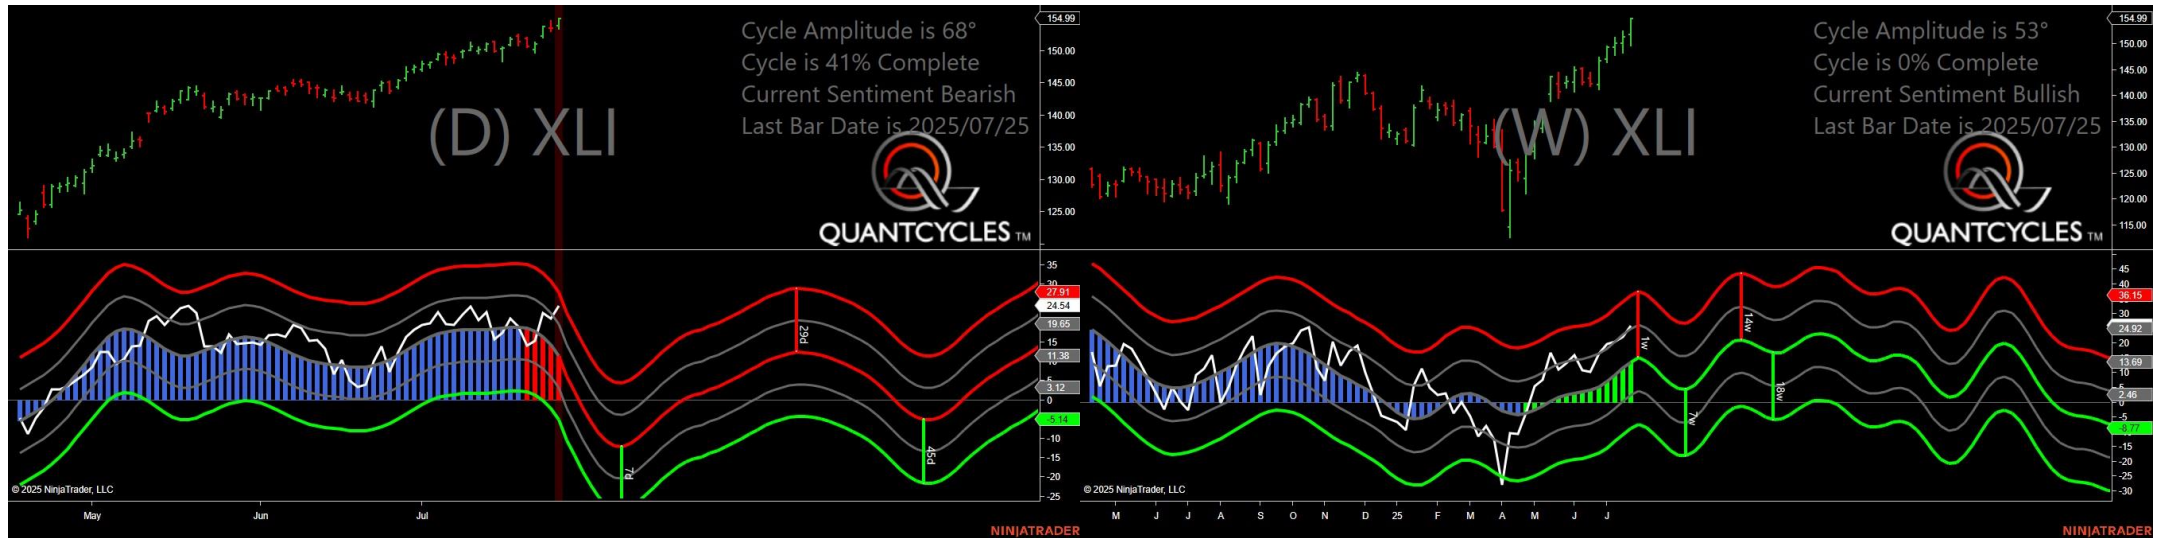 Cycle Amplitude is 68°
Cycle is 41% Complete
Current Sentiment Bearish
Last Bar Date is 2025/07/25
(D) XLI
QUANTCYCLES TM
154.99
150.00
145.00
140.00
135.00
130.00
125.00
35
30
27.91
24.54
19.65
15
11.38
3.12
0
-5.14
-10
-15
-20
-25
29d
7d
45d
© 2025 NinjaTrader, LLC
May Jun Jul
NINJATRADER
Cycle Amplitude is 53°
Cycle is 0% Complete
Current Sentiment Bullish
Last Bar Date is 2025/07/25
(W) XLI
QUANTCYCLES TM
154.99
150.00
145.00
140.00
135.00
130.00
125.00
120.00
115.00
45
40
36.15
30
24.92
20
13.69
10
2.46
0
-5
-8.77
-15
-20
-25
-30
1w
14w
7w
18w
© 2025 NinjaTrader, LLC
M J J A S O N D 25 F M A M J J
NINJATRADER